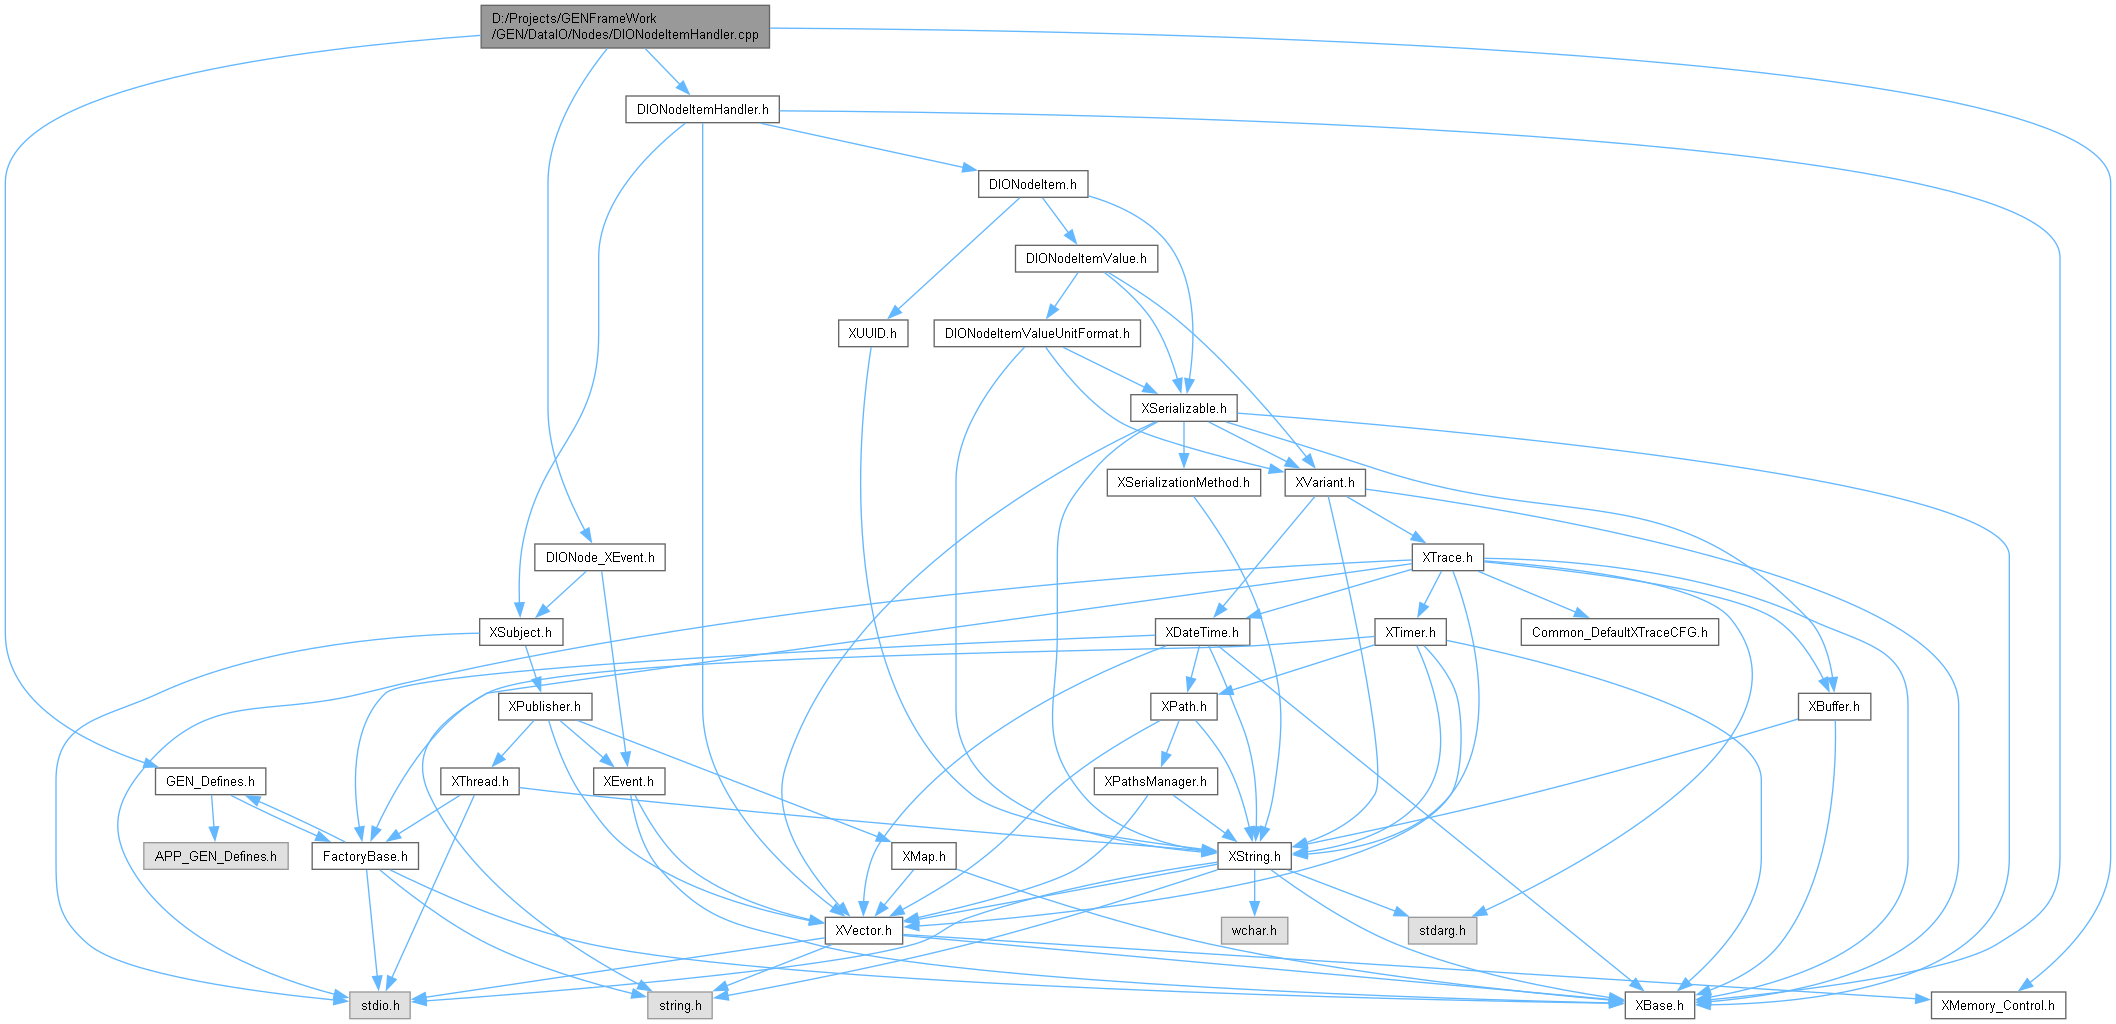 D:/Projects/GENFrameWork
/GEN/DataIO/Nodes/DIONodeItemHandler.cpp
DIONodeItemHandler.h
DIONodeItem.h
DIONodeItemValue.h
XUUID.h
DIONodeItemValueUnitFormat.h
XSerializable.h
XSerializationMethod.h
XVariant.h
DIONode_XEvent.h
XTrace.h
XSubject.h
XDateTime.h
XTimer.h
Common_DefaultXTraceCFG.h
XPublisher.h
XPath.h
XBuffer.h
GEN_Defines.h
XThread.h
XEvent.h
XPathsManager.h
APP_GEN_Defines.h
FactoryBase.h
XMap.h
XString.h
XVector.h
wchar.h
stdarg.h
stdio.h
string.h
XBase.h
XMemory_Control.h